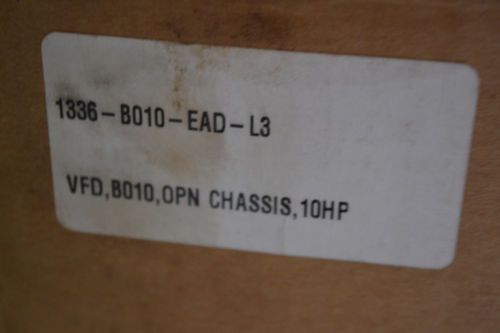 1336-B010-EAD-L3
VFD,B010,OPN CHASSIS,10HP